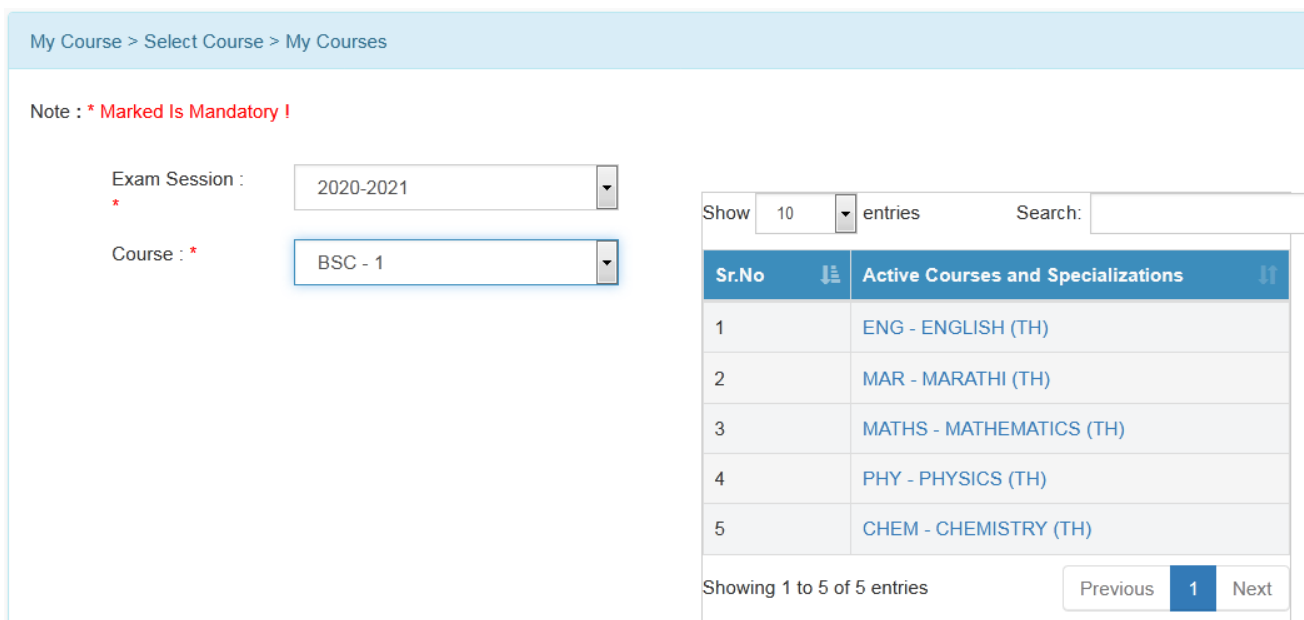 My Course > Select Course > My Courses
Note : * Marked Is Mandatory !
Exam Session :
*
2020-2021
Course : *
BSC - 1
Show 10 entries Search:
Sr.No Active Courses and Specializations
1 ENG - ENGLISH (TH)
2 MAR - MARATHI (TH)
3 MATHS - MATHEMATICS (TH)
4 PHY - PHYSICS (TH)
5 CHEM - CHEMISTRY (TH)
Showing 1 to 5 of 5 entries Previous 1 Next